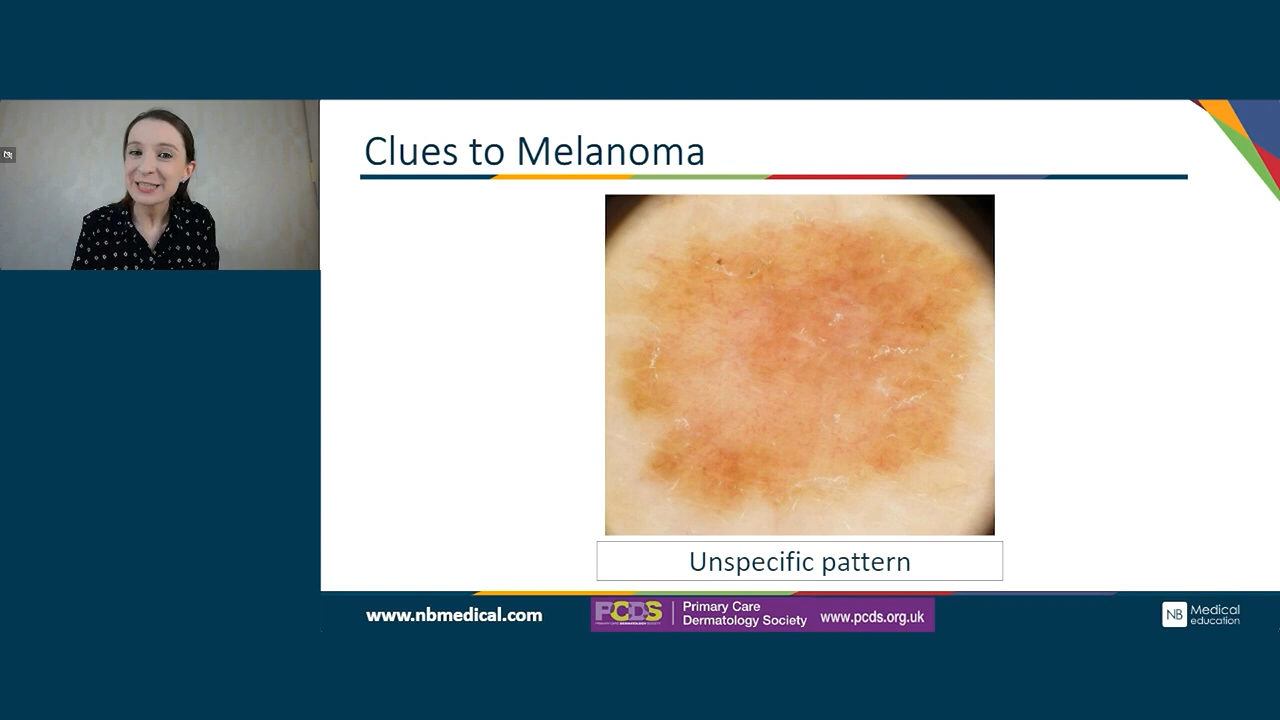 Clues to Melanoma
Unspecific pattern
www.nbmedical.com
PCDS
Primary Care
Dermatology Society
www.pcds.org.uk
NB
Medical
education